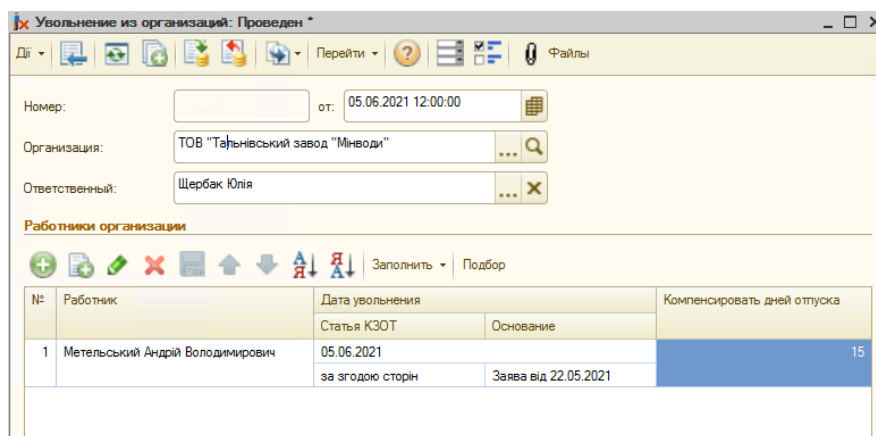 Увольнение из организаций: Проведен *
Дії Перейти Файлы
Номер: от: 05.06.2021 12:00:00
Организация: ТОВ "Тальнівський завод "Мінводи" ...
Ответственный: Щербак Юлія ...
Работники организации
Заполнить Подбор
№ Работник Дата увольнения Компенсировать дней отпуска
Статья КЗОТ Основание
1 Метельський Андрій Володимирович 05.06.2021 15
за згодою сторін Заява від 22.05.2021